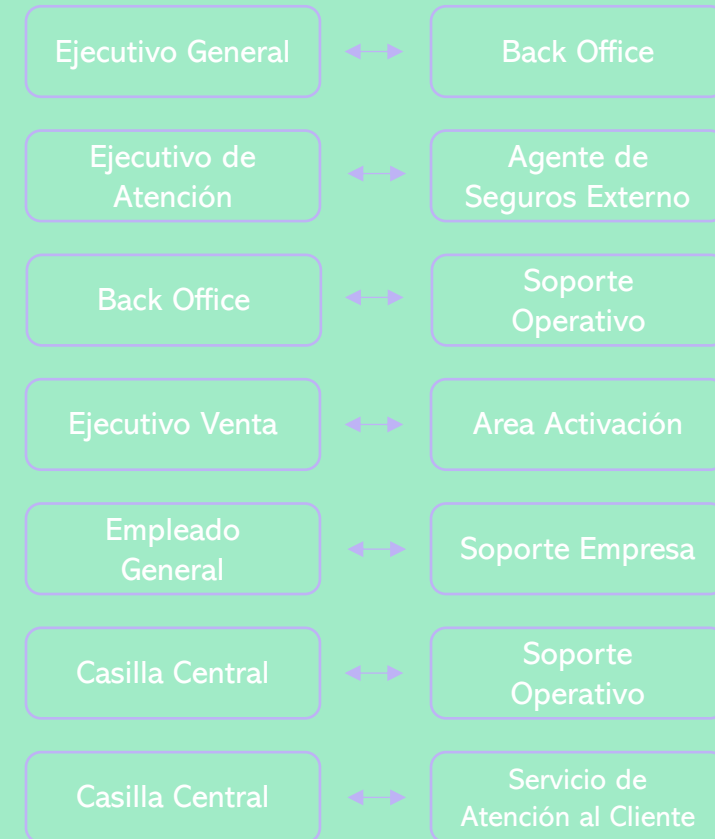 Ejecutivo General
Back Office
Ejecutivo de
Atención
Agente de
Seguros Externo
Back Office
Soporte
Operativo
Ejecutivo Venta
Area Activación
Empleado
General
Soporte Empresa
Casilla Central
Soporte
Operativo
Casilla Central
Servicio de
Atención al Cliente